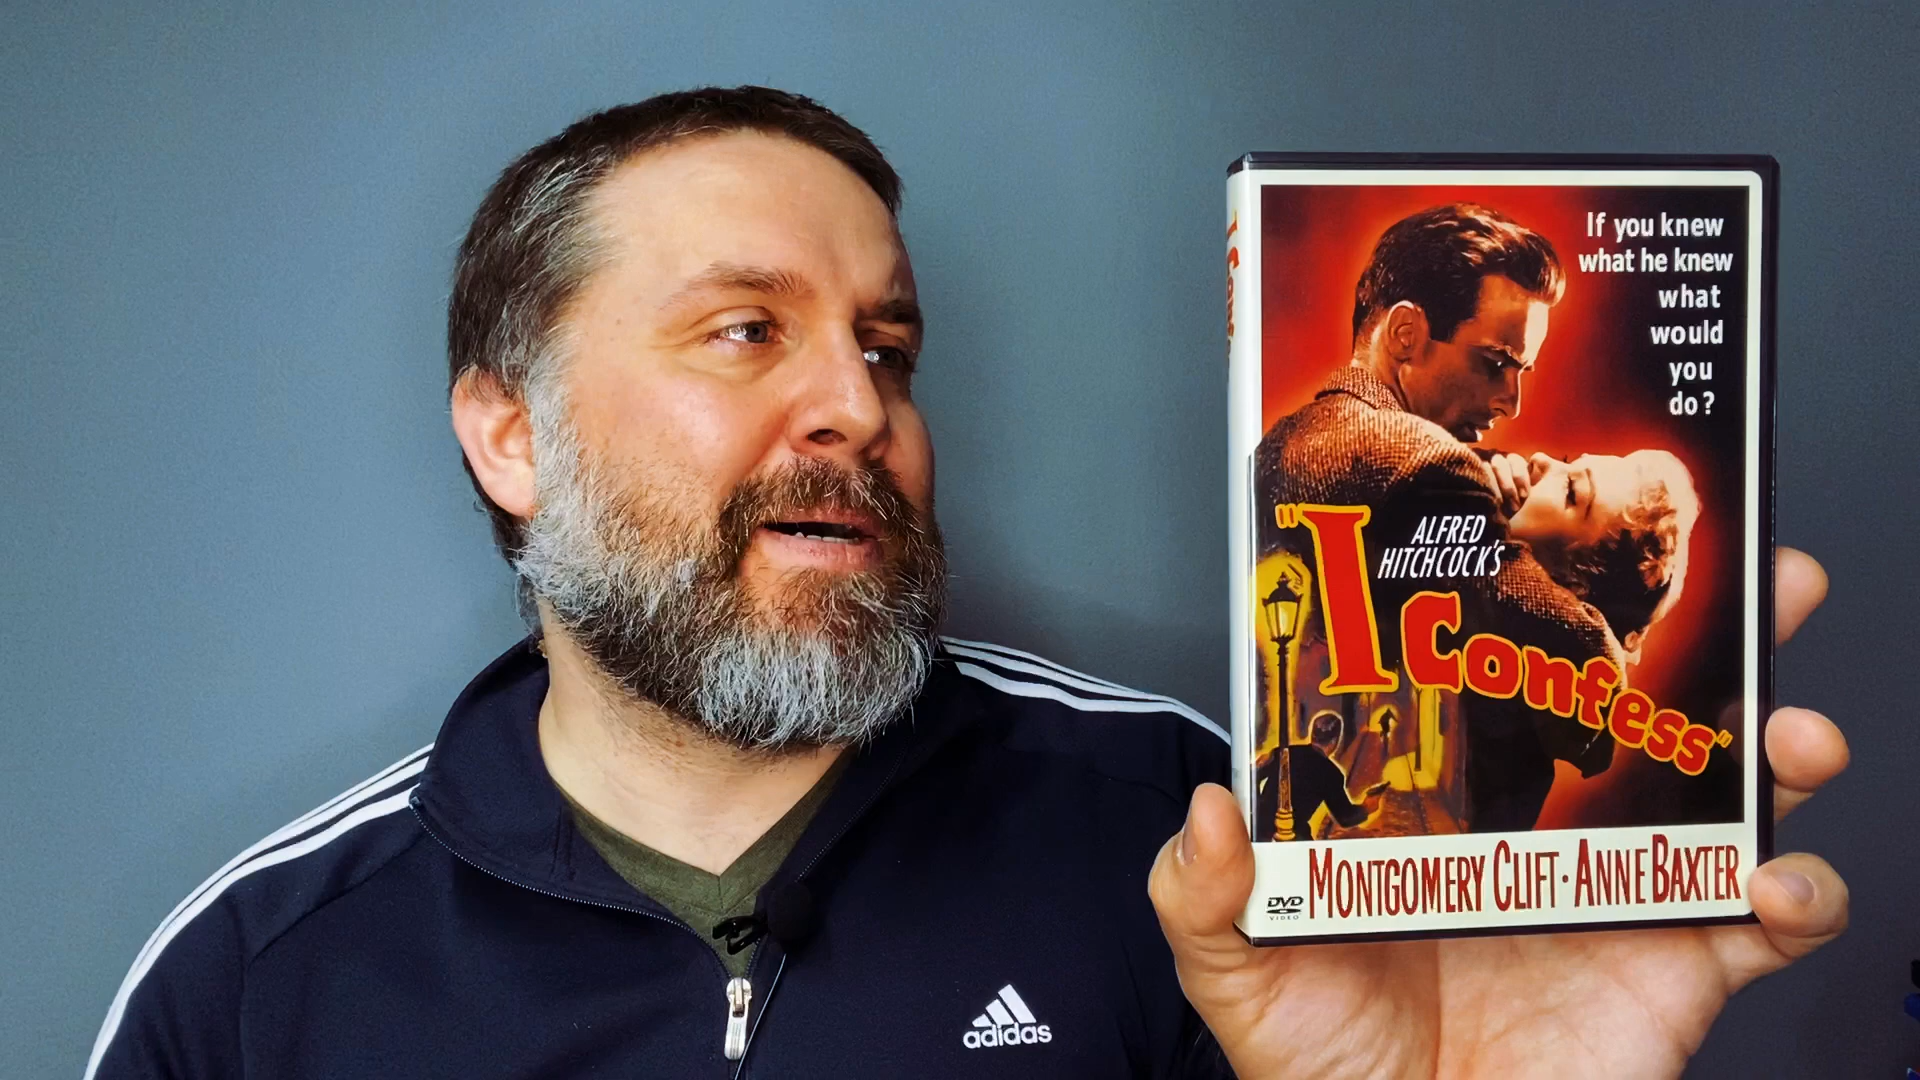 If you knew
what he knew
what
would
you
do?
ALFRED
HITCHCOCK'S
"I
Confess"
MONTGOMERY CLIFT · ANNE BAXTER
DVD
VIDEO
I Confess
adidas